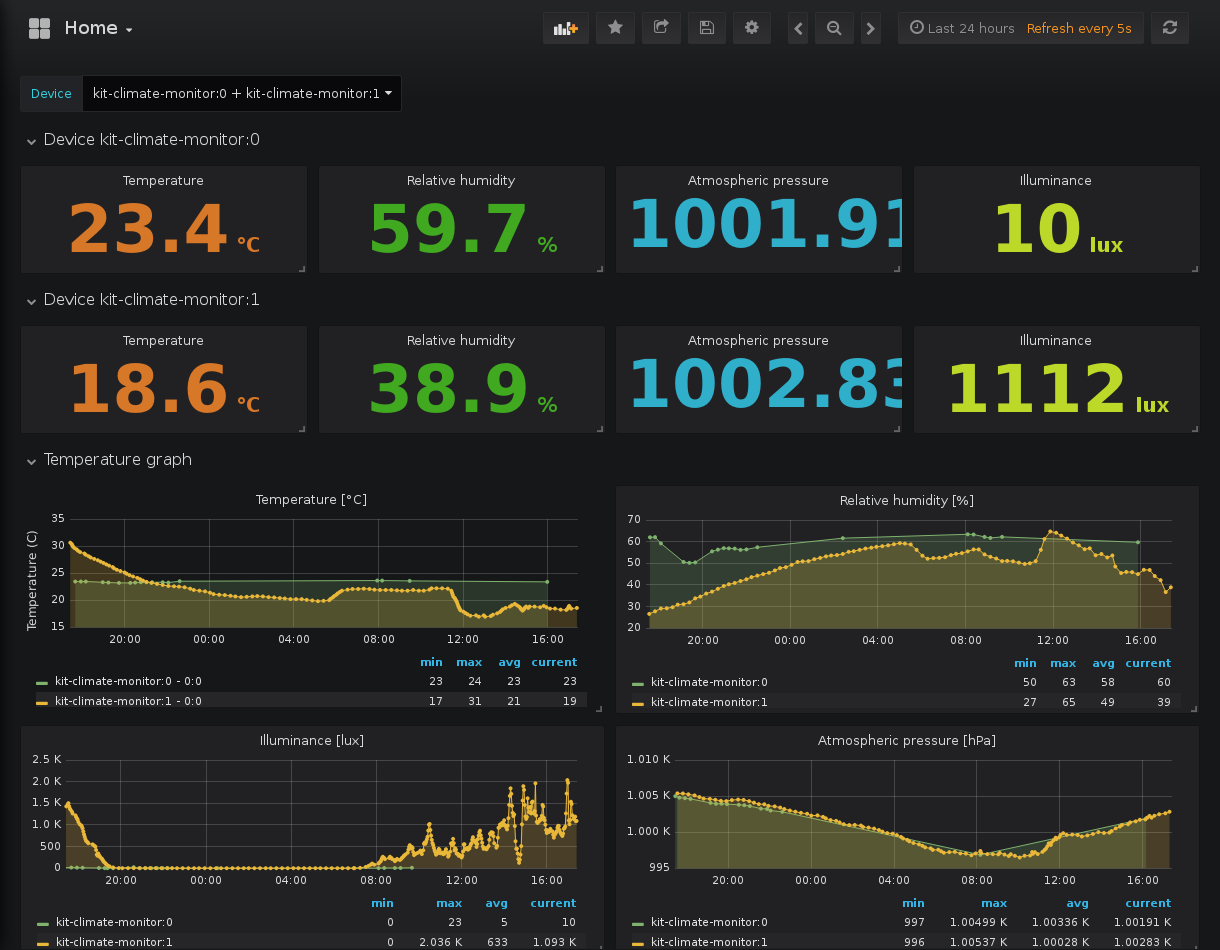 Home
Last 24 hours Refresh every 5s
Device kit-climate-monitor:0 + kit-climate-monitor:1
Device kit-climate-monitor:0
Temperature Relative humidity Atmospheric pressure Illuminance
23.4 °C 59.7 % 1001.91 10 lux
Device kit-climate-monitor:1
Temperature Relative humidity Atmospheric pressure Illuminance
18.6 °C 38.9 % 1002.83 1112 lux
Temperature graph
Temperature [°C]
Temperature (C)
35
30
25
20
15
20:00 00:00 04:00 08:00 12:00 16:00
min max avg current
kit-climate-monitor:0 - 0:0 23 24 23 23
kit-climate-monitor:1 - 0:0 17 31 21 19
Relative humidity [%]
70
60
50
40
30
20
20:00 00:00 04:00 08:00 12:00 16:00
min max avg current
kit-climate-monitor:0 50 63 58 60
kit-climate-monitor:1 27 65 49 39
Illuminance [lux]
2.5 K
2.0 K
1.5 K
1.0 K
500
0
20:00 00:00 04:00 08:00 12:00 16:00
min max avg current
kit-climate-monitor:0 0 23 5 10
kit-climate-monitor:1 0 2.036 K 633 1.093 K
Atmospheric pressure [hPa]
1.010 K
1.005 K
1.000 K
995
20:00 00:00 04:00 08:00 12:00 16:00
min max avg current
kit-climate-monitor:0 997 1.00499 K 1.00336 K 1.00191 K
kit-climate-monitor:1 996 1.00537 K 1.00028 K 1.00283 K